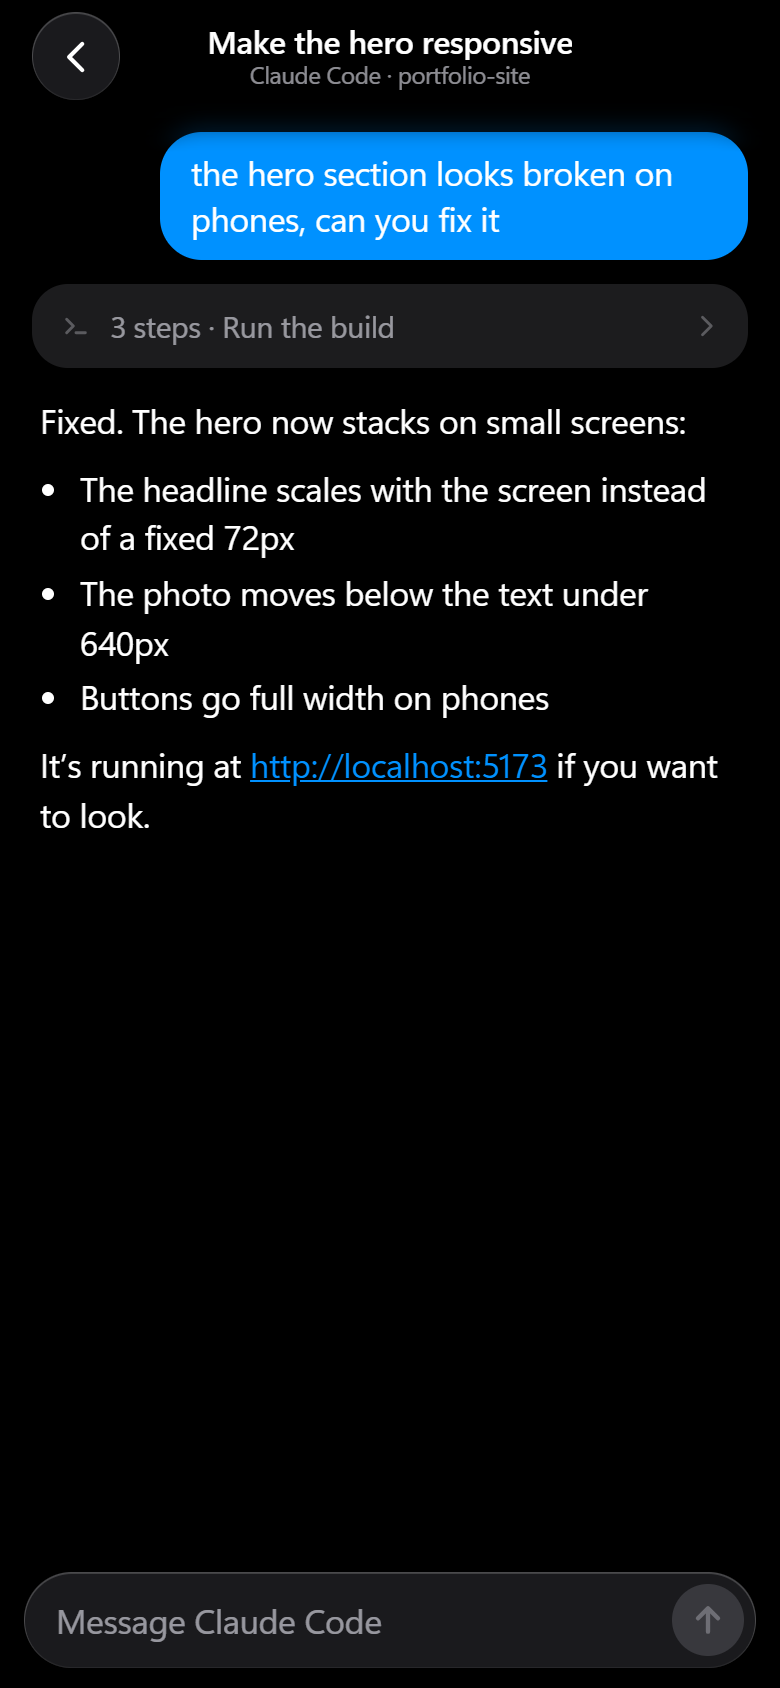 Make the hero responsive
Claude Code · portfolio-site
the hero section looks broken on
phones, can you fix it
3 steps · Run the build
Fixed. The hero now stacks on small screens:
• The headline scales with the screen instead
of a fixed 72px
• The photo moves below the text under
640px
• Buttons go full width on phones
It’s running at http://localhost:5173 if you want
to look.
Message Claude Code